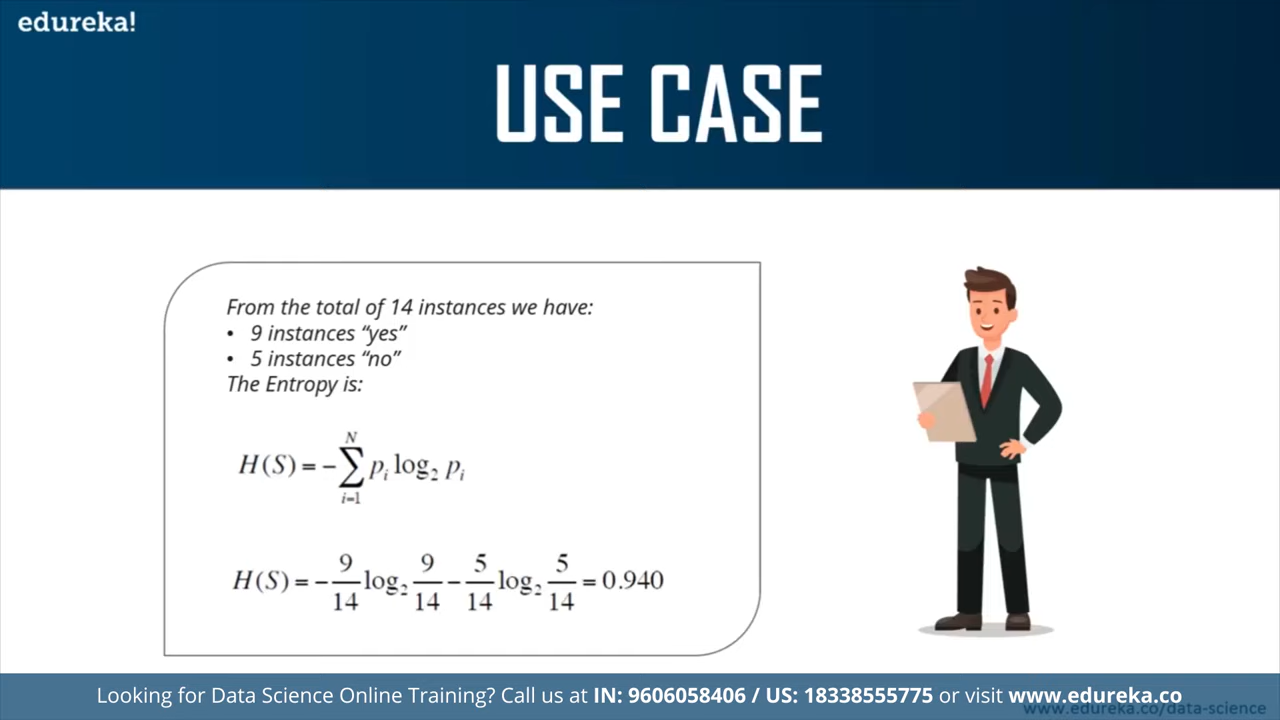 edureka!
USE CASE
From the total of 14 instances we have:
• 9 instances “yes”
• 5 instances “no”
The Entropy is:
H(S) = − ∑_{i=1}^{N} p_i log₂ p_i
H(S) = − 9/14 log₂ 9/14 − 5/14 log₂ 5/14 = 0.940
Looking for Data Science Online Training? Call us at IN: 9606058406 / US: 18338555775 or visit www.edureka.co
www.edureka.co/data-science